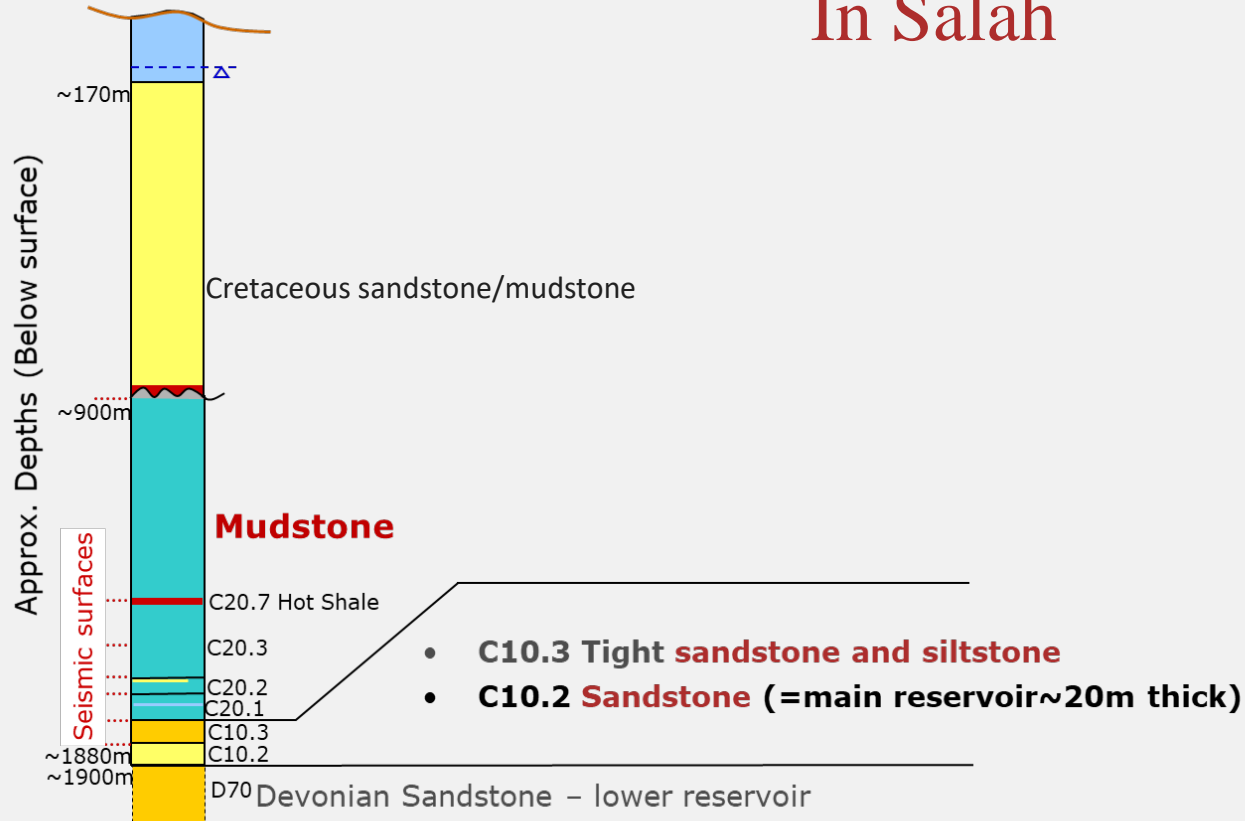 In Salah
Approx. Depths (Below surface)
~170m
Cretaceous sandstone/mudstone
~900m
Mudstone
Seismic surfaces
C20.7 Hot Shale
C20.3
C20.2
C20.1
C10.3
C10.2
• C10.3 Tight sandstone and siltstone
• C10.2 Sandstone (=main reservoir~20m thick)
~1880m
~1900m
D70 Devonian Sandstone – lower reservoir